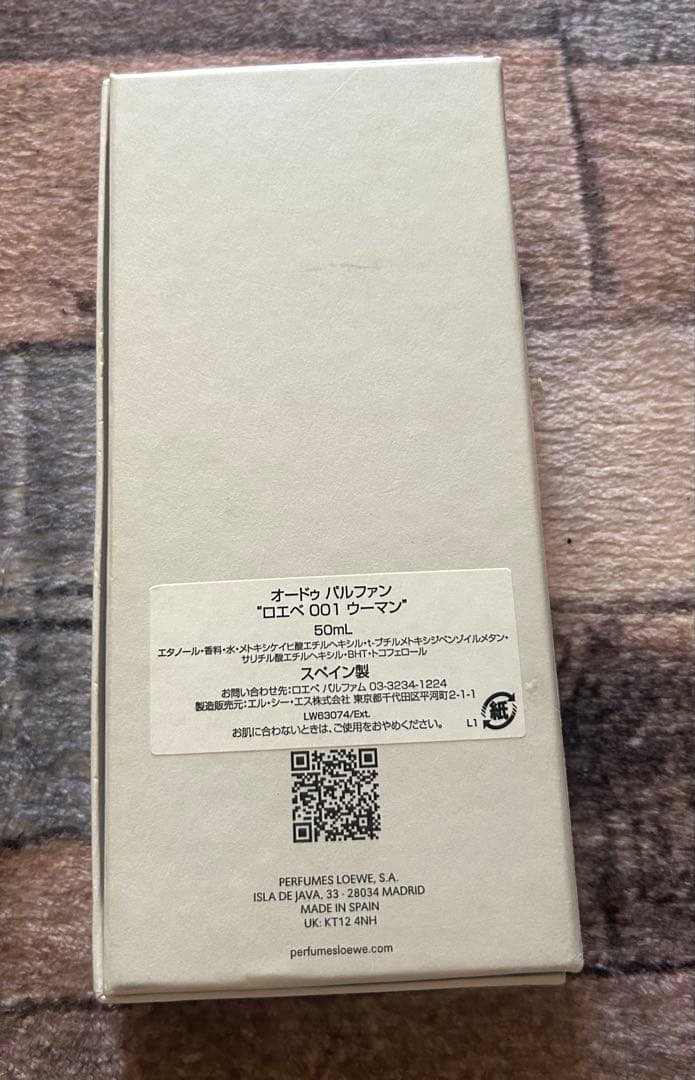 オードゥ パルファン
“ロエベ 001 ウーマン”
50mL
エタノール・香料・水・メトキシケイヒ酸エチルヘキシル・t-ブチルメトキシジベンゾイルメタン・
サリチル酸エチルヘキシル・BHT・トコフェロール
スペイン製
お問い合わせ先:ロエベ パルファム 03-3234-1224
製造販売元:エル・シー・エス株式会社 東京都千代田区平河町2-1-1
LW63074/Ext.
お肌に合わないときは、ご使用をおやめください。
L1 紙
PERFUMES LOEWE, S.A.
ISLA DE JAVA, 33 - 28034 MADRID
MADE IN SPAIN
UK: KT12 4NH
perfumesloewe.com